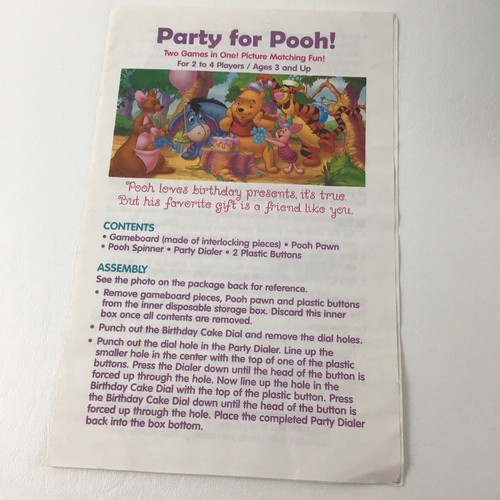 Party for Pooh!
Two Games in One! Picture Matching Fun!
For 2 to 4 Players / Ages 3 and Up
Pooh loves birthday presents, it's true.
But his favorite gift is a friend like you.
CONTENTS
• Gameboard (made of interlocking pieces) • Pooh Pawn
• Pooh Spinner • Party Dialer • 2 Plastic Buttons
ASSEMBLY
See the photo on the package back for reference.
• Remove gameboard pieces, Pooh pawn and plastic buttons
from the inner disposable storage box. Discard this inner
box once all contents are removed.
• Punch out the Birthday Cake Dial and remove the dial holes.
• Punch out the dial hole in the Party Dialer. Line up the
smaller hole in the center with the top of one of the plastic
buttons. Press the Dialer down until the head of the button is
forced up through the hole. Now line up the hole in the
Birthday Cake Dial with the top of the plastic button. Press
the Birthday Cake Dial down until the head of the button is
forced up through the hole. Place the completed Party Dialer
back into the box bottom.